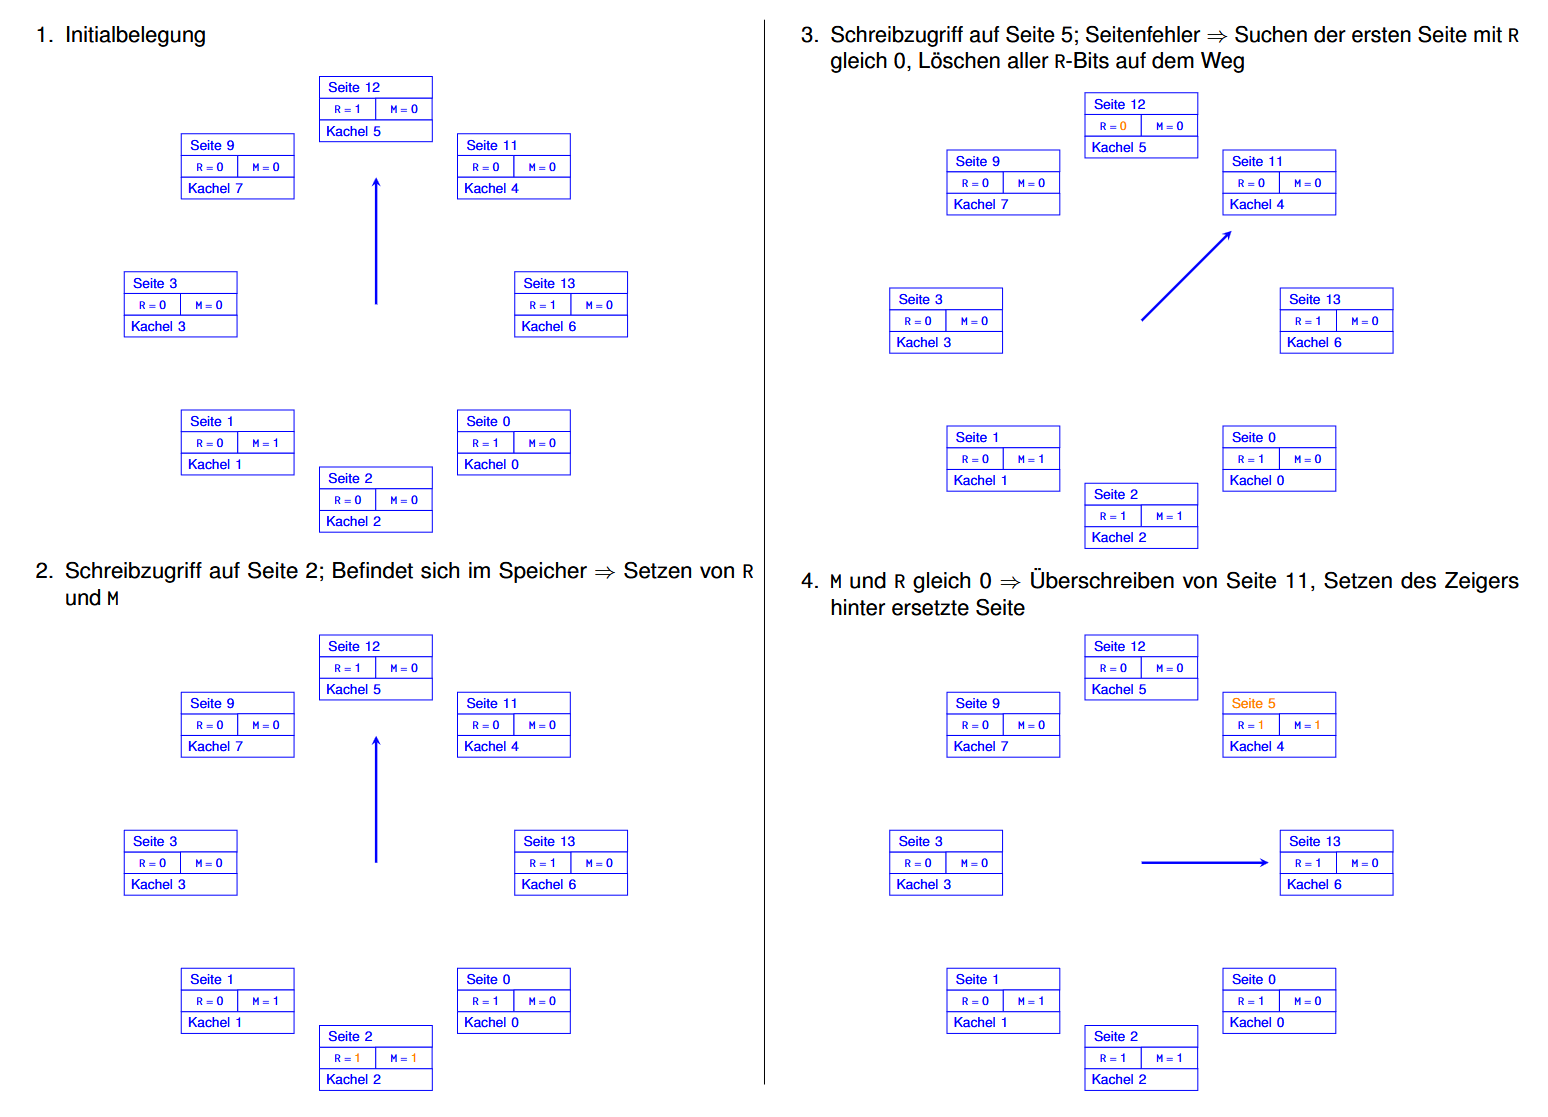 1. Initialbelegung
Seite 12
R = 1 M = 0
Kachel 5
Seite 9
R = 0 M = 0
Kachel 7
Seite 11
R = 0 M = 0
Kachel 4
Seite 3
R = 0 M = 0
Kachel 3
Seite 13
R = 1 M = 0
Kachel 6
Seite 1
R = 0 M = 1
Kachel 1
Seite 0
R = 1 M = 0
Kachel 0
Seite 2
R = 0 M = 0
Kachel 2
2. Schreibzugriff auf Seite 2; Befindet sich im Speicher ⇒ Setzen von R
und M
Seite 12
R = 1 M = 0
Kachel 5
Seite 9
R = 0 M = 0
Kachel 7
Seite 11
R = 0 M = 0
Kachel 4
Seite 3
R = 0 M = 0
Kachel 3
Seite 13
R = 1 M = 0
Kachel 6
Seite 1
R = 0 M = 1
Kachel 1
Seite 0
R = 1 M = 0
Kachel 0
Seite 2
R = 1 M = 1
Kachel 2
3. Schreibzugriff auf Seite 5; Seitenfehler ⇒ Suchen der ersten Seite mit R
gleich 0, Löschen aller R-Bits auf dem Weg
Seite 12
R = 0 M = 0
Kachel 5
Seite 9
R = 0 M = 0
Kachel 7
Seite 11
R = 0 M = 0
Kachel 4
Seite 3
R = 0 M = 0
Kachel 3
Seite 13
R = 1 M = 0
Kachel 6
Seite 1
R = 0 M = 1
Kachel 1
Seite 0
R = 1 M = 0
Kachel 0
Seite 2
R = 1 M = 1
Kachel 2
4. M und R gleich 0 ⇒ Überschreiben von Seite 11, Setzen des Zeigers
hinter ersetzte Seite
Seite 12
R = 0 M = 0
Kachel 5
Seite 9
R = 0 M = 0
Kachel 7
Seite 5
R = 1 M = 1
Kachel 4
Seite 3
R = 0 M = 0
Kachel 3
Seite 13
R = 1 M = 0
Kachel 6
Seite 1
R = 0 M = 1
Kachel 1
Seite 0
R = 1 M = 0
Kachel 0
Seite 2
R = 1 M = 1
Kachel 2